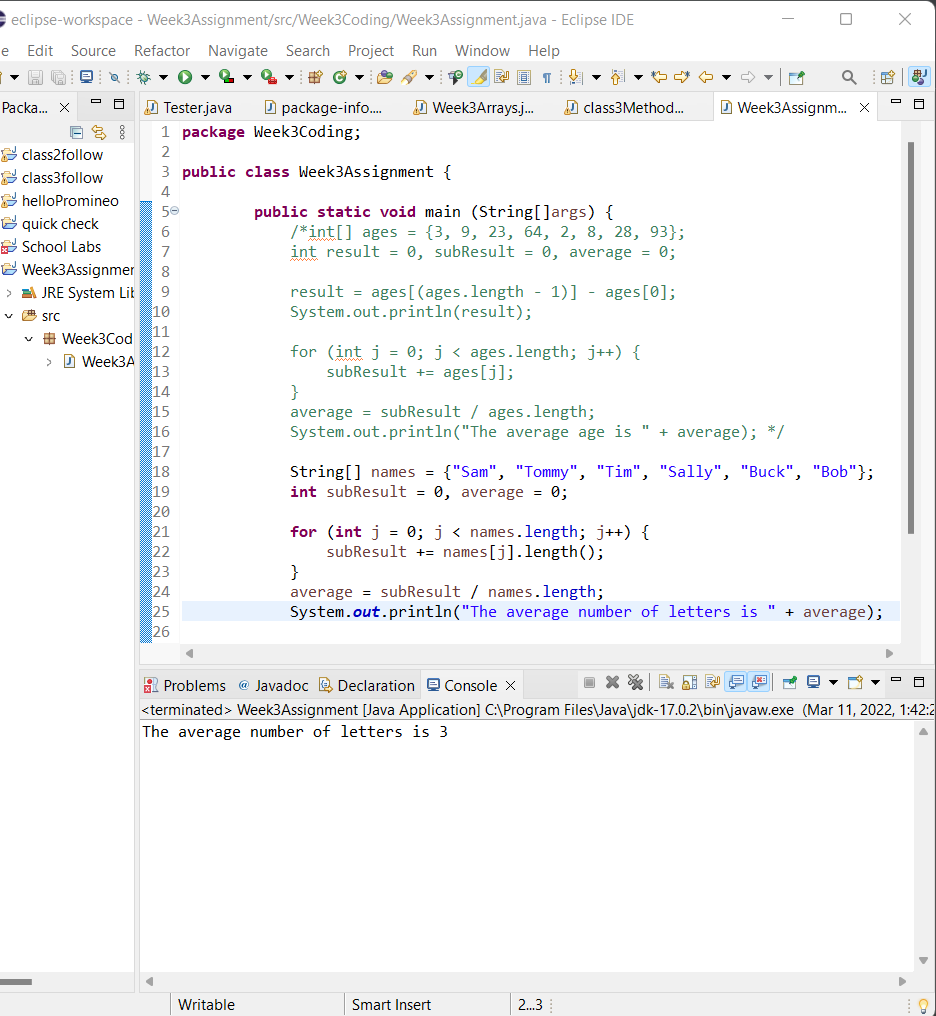 eclipse-workspace - Week3Assignment/src/Week3Coding/Week3Assignment.java - Eclipse IDE
e Edit Source Refactor Navigate Search Project Run Window Help
Packa... Tester.java package-info.... Week3Arrays.j... class3Method... Week3Assignm...
class2follow
class3follow
helloPromineo
quick check
School Labs
Week3Assignmer
JRE System Lib
src
Week3Cod
Week3A
1 package Week3Coding;
2
3 public class Week3Assignment {
4
5 public static void main (String[]args) {
6 /*int[] ages = {3, 9, 23, 64, 2, 8, 28, 93};
7 int result = 0, subResult = 0, average = 0;
8
9 result = ages[(ages.length - 1)] - ages[0];
10 System.out.println(result);
11
12 for (int j = 0; j < ages.length; j++) {
13 subResult += ages[j];
14 }
15 average = subResult / ages.length;
16 System.out.println("The average age is " + average); */
17
18 String[] names = {"Sam", "Tommy", "Tim", "Sally", "Buck", "Bob"};
19 int subResult = 0, average = 0;
20
21 for (int j = 0; j < names.length; j++) {
22 subResult += names[j].length();
23 }
24 average = subResult / names.length;
25 System.out.println("The average number of letters is " + average);
26
Problems @ Javadoc Declaration Console
<terminated> Week3Assignment [Java Application] C:\Program Files\Java\jdk-17.0.2\bin\javaw.exe (Mar 11, 2022, 1:42:2
The average number of letters is 3
Writable Smart Insert 2...3